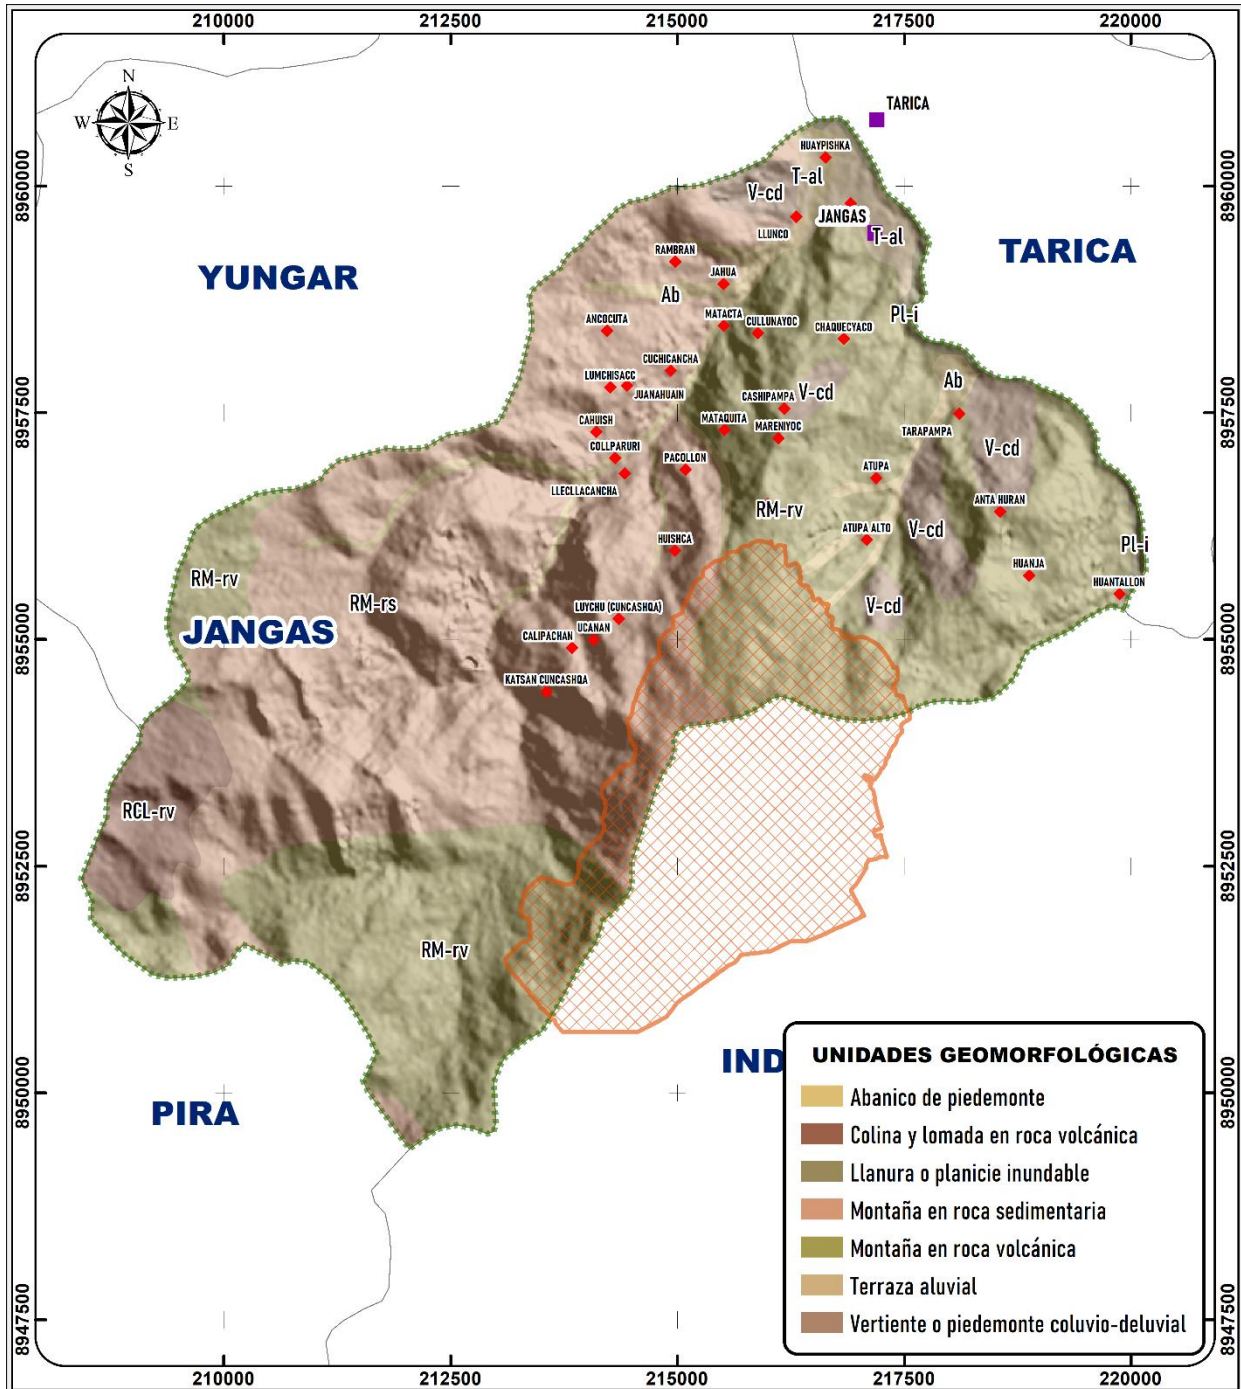 210000 212500 215000 217500 220000
N
W E
S
TARICA
HUAYPISHKA
8960000 8960000
T-al
V-cd
JANGAS
LLUNCO
T-al
YUNGAR
TARICA
RAMBRAN
JAHUA
Ab
Pl-i
ANCOCUTA
MATACTA
CULLUNAYOC
CHAQUECYACO
CUCHICANCHA
LUMCHISACC
JUANAHUAIN
Ab
CASHIPAMPA
V-cd
8957500 8957500
CAHUISH
MATAQUITA
MARENIYOC
TARAPAMPA
COLLPARURI
PACOLLON
V-cd
LLECLLACANCHA
ATUPA
ANTA HURAN
RM-rv
ATUPA ALTO
V-cd
HUISHCA
Pl-i
RM-rv
HUANJA
HUANTALLON
RM-rs
LUYCHU (CUNCASHQA)
V-cd
JANGAS
CALIPACHAN
UCANAN
8955000 8955000
KATSAN CUNCASHQA
RCL-rv
8952500 8952500
RM-rv
IND
PIRA
8950000 8950000
UNIDADES GEOMORFOLÓGICAS
Abanico de piedemonte
Colina y lomada en roca volcánica
Llanura o planicie inundable
Montaña en roca sedimentaria
Montaña en roca volcánica
Terraza aluvial
Vertiente o piedemonte coluvio-deluvial
8947500 8947500
210000 212500 215000 217500 220000